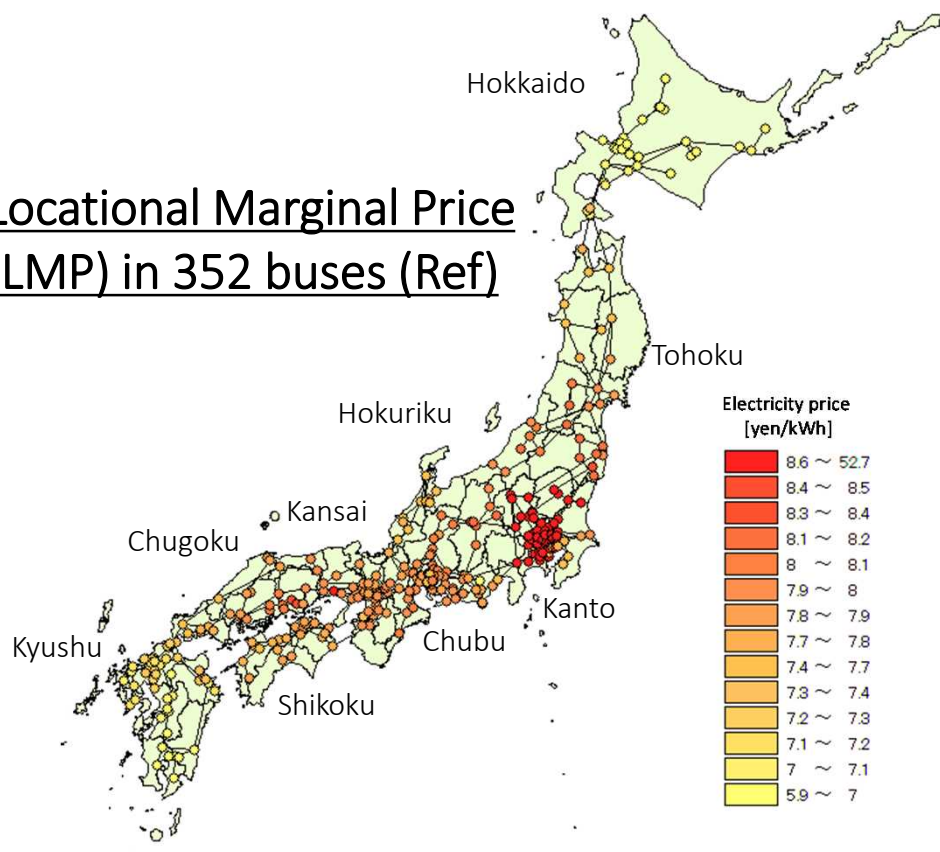 Locational Marginal Price
LMP) in 352 buses (Ref)
Hokkaido
Tohoku
Hokuriku
Kansai
Chugoku
Kanto
Chubu
Kyushu
Shikoku
Electricity price
[yen/kWh]
8.6 ～ 52.7
8.4 ～ 8.5
8.3 ～ 8.4
8.1 ～ 8.2
8 ～ 8.1
7.9 ～ 8
7.8 ～ 7.9
7.7 ～ 7.8
7.4 ～ 7.7
7.3 ～ 7.4
7.2 ～ 7.3
7.1 ～ 7.2
7 ～ 7.1
5.9 ～ 7